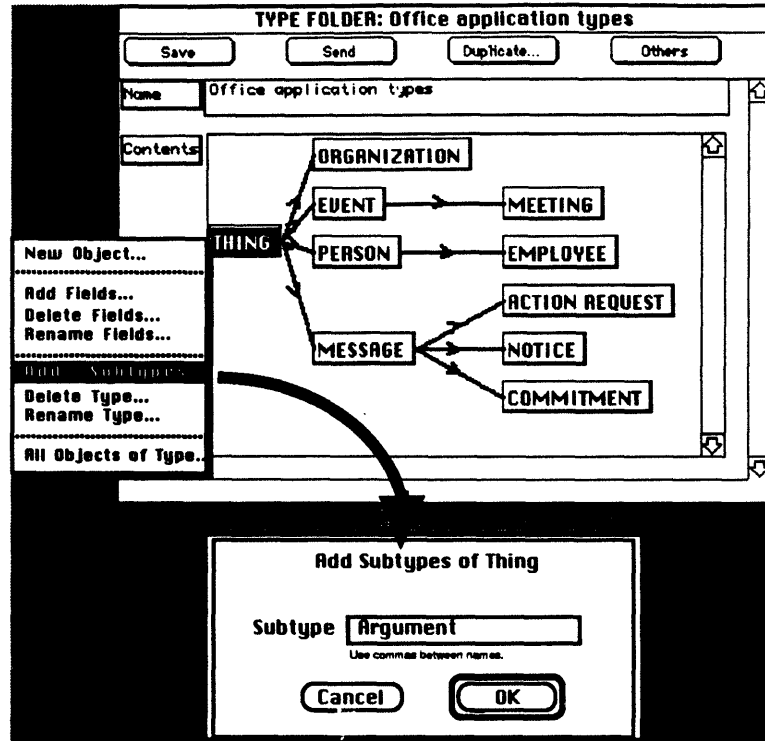 TYPE FOLDER: Office application types
Save Send Duplicate... Others
Name Office application types
Contents
ORGANIZATION
EVENT MEETING
THING PERSON EMPLOYEE
ACTION REQUEST
MESSAGE NOTICE
COMMITMENT
New Object...
Add Fields...
Delete Fields...
Rename Fields...
Add Subtypes
Delete Type...
Rename Type...
All Objects of Type..
Add Subtypes of Thing
Subtype Argument
Use commas between names.
Cancel OK